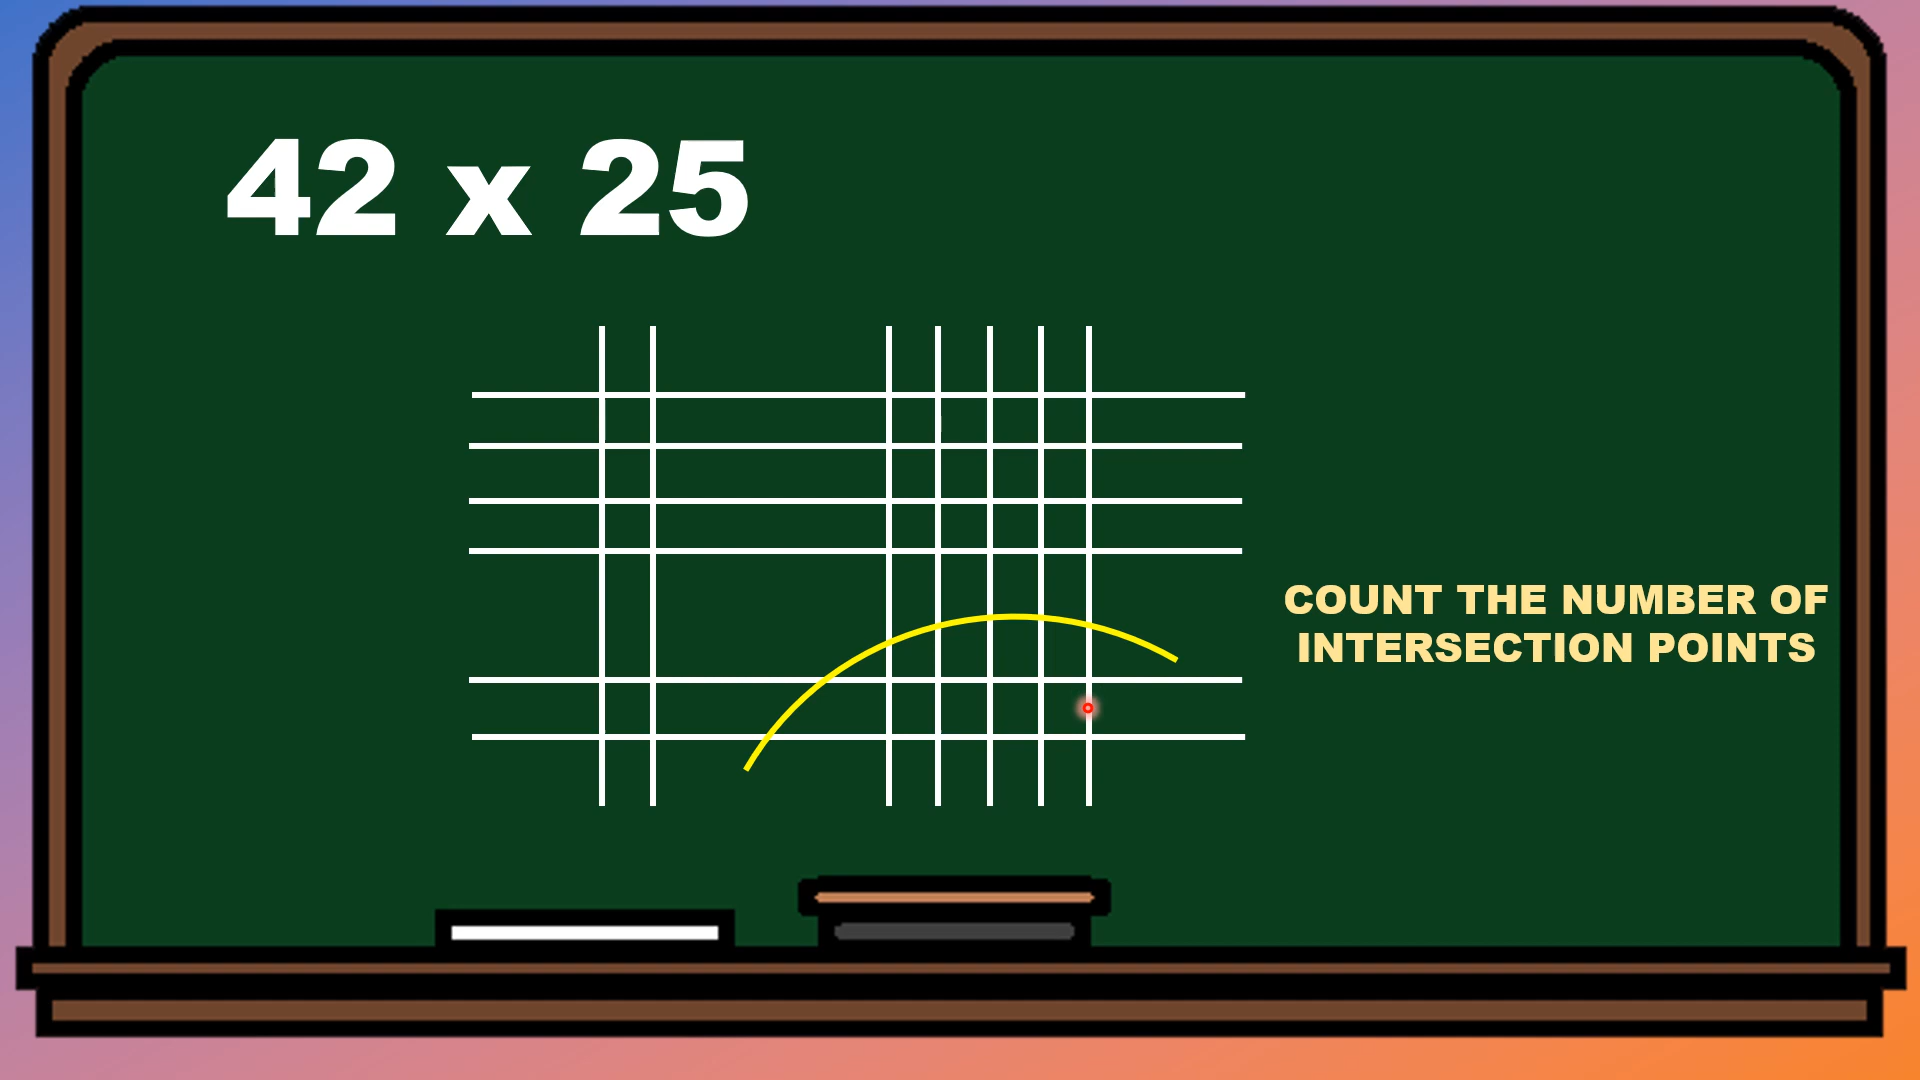 42 x 25
COUNT THE NUMBER OF
INTERSECTION POINTS